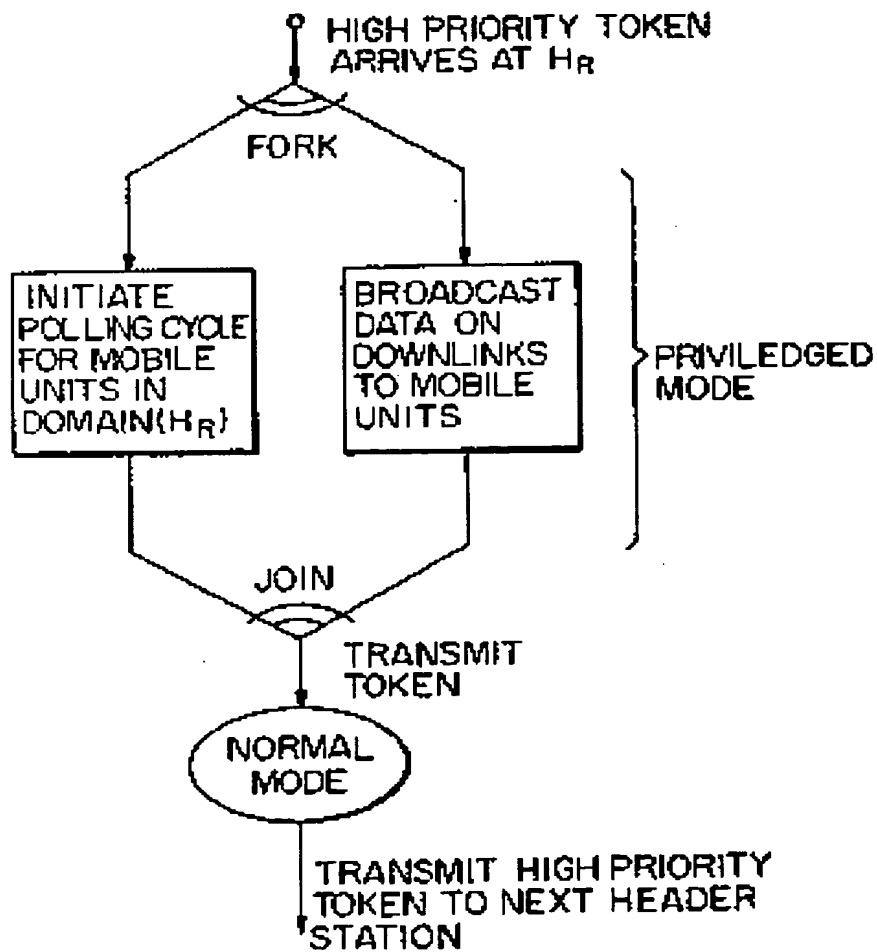 HIGH PRIORITY TOKEN
ARRIVES AT HR
FORK
INITIATE
POLLING CYCLE
FOR MOBILE
UNITS IN
DOMAIN(HR)
BROADCAST
DATA ON
DOWNLINKS
TO MOBILE
UNITS
PRIVILEDGED
MODE
JOIN
TRANSMIT
TOKEN
NORMAL
MODE
TRANSMIT HIGH PRIORITY
TOKEN TO NEXT HEADER
STATION